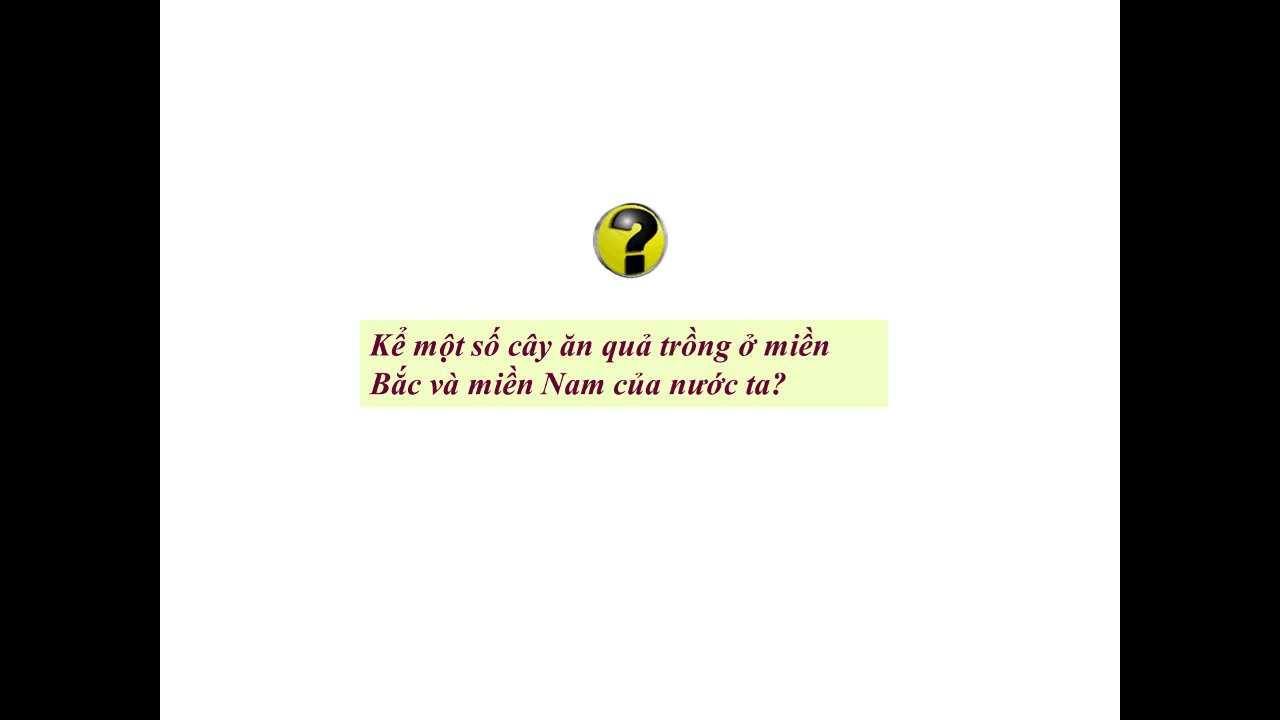 Kể một số cây ăn quả trồng ở miền
Bắc và miền Nam của nước ta?